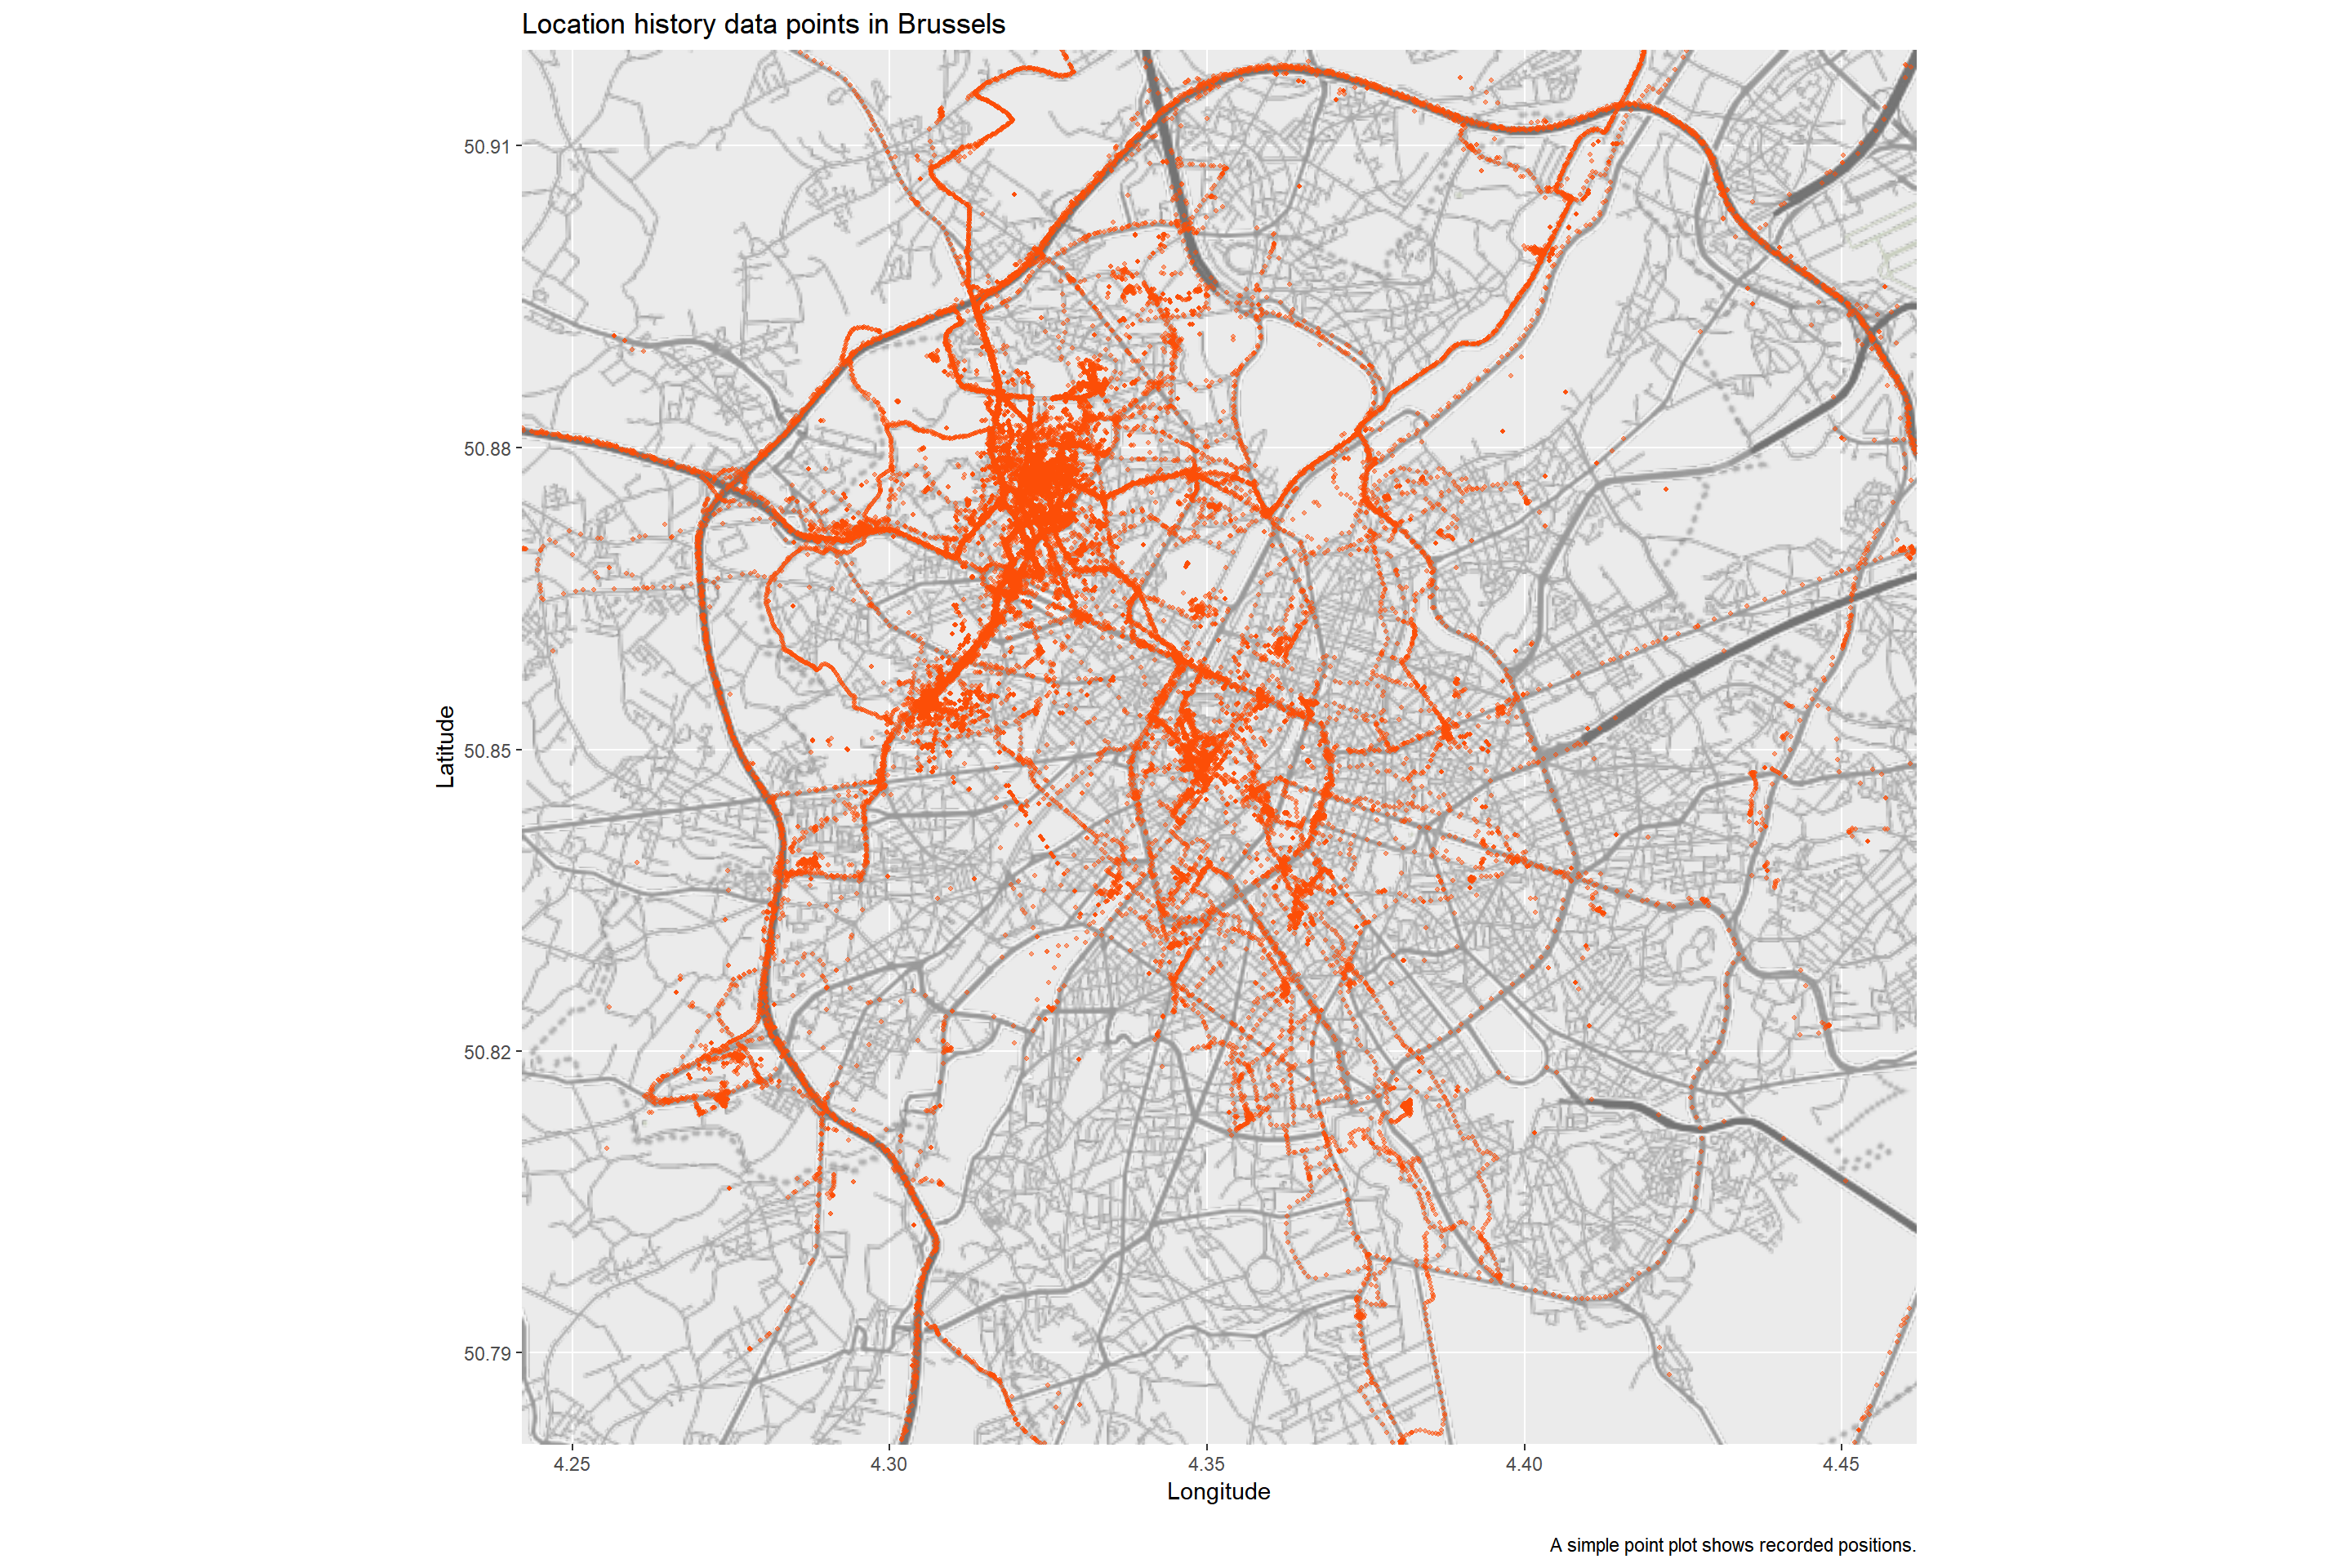 Location history data points in Brussels
50.91
50.88
50.85
50.82
50.79
Latitude
4.25 4.30 4.35 4.40 4.45
Longitude
A simple point plot shows recorded positions.